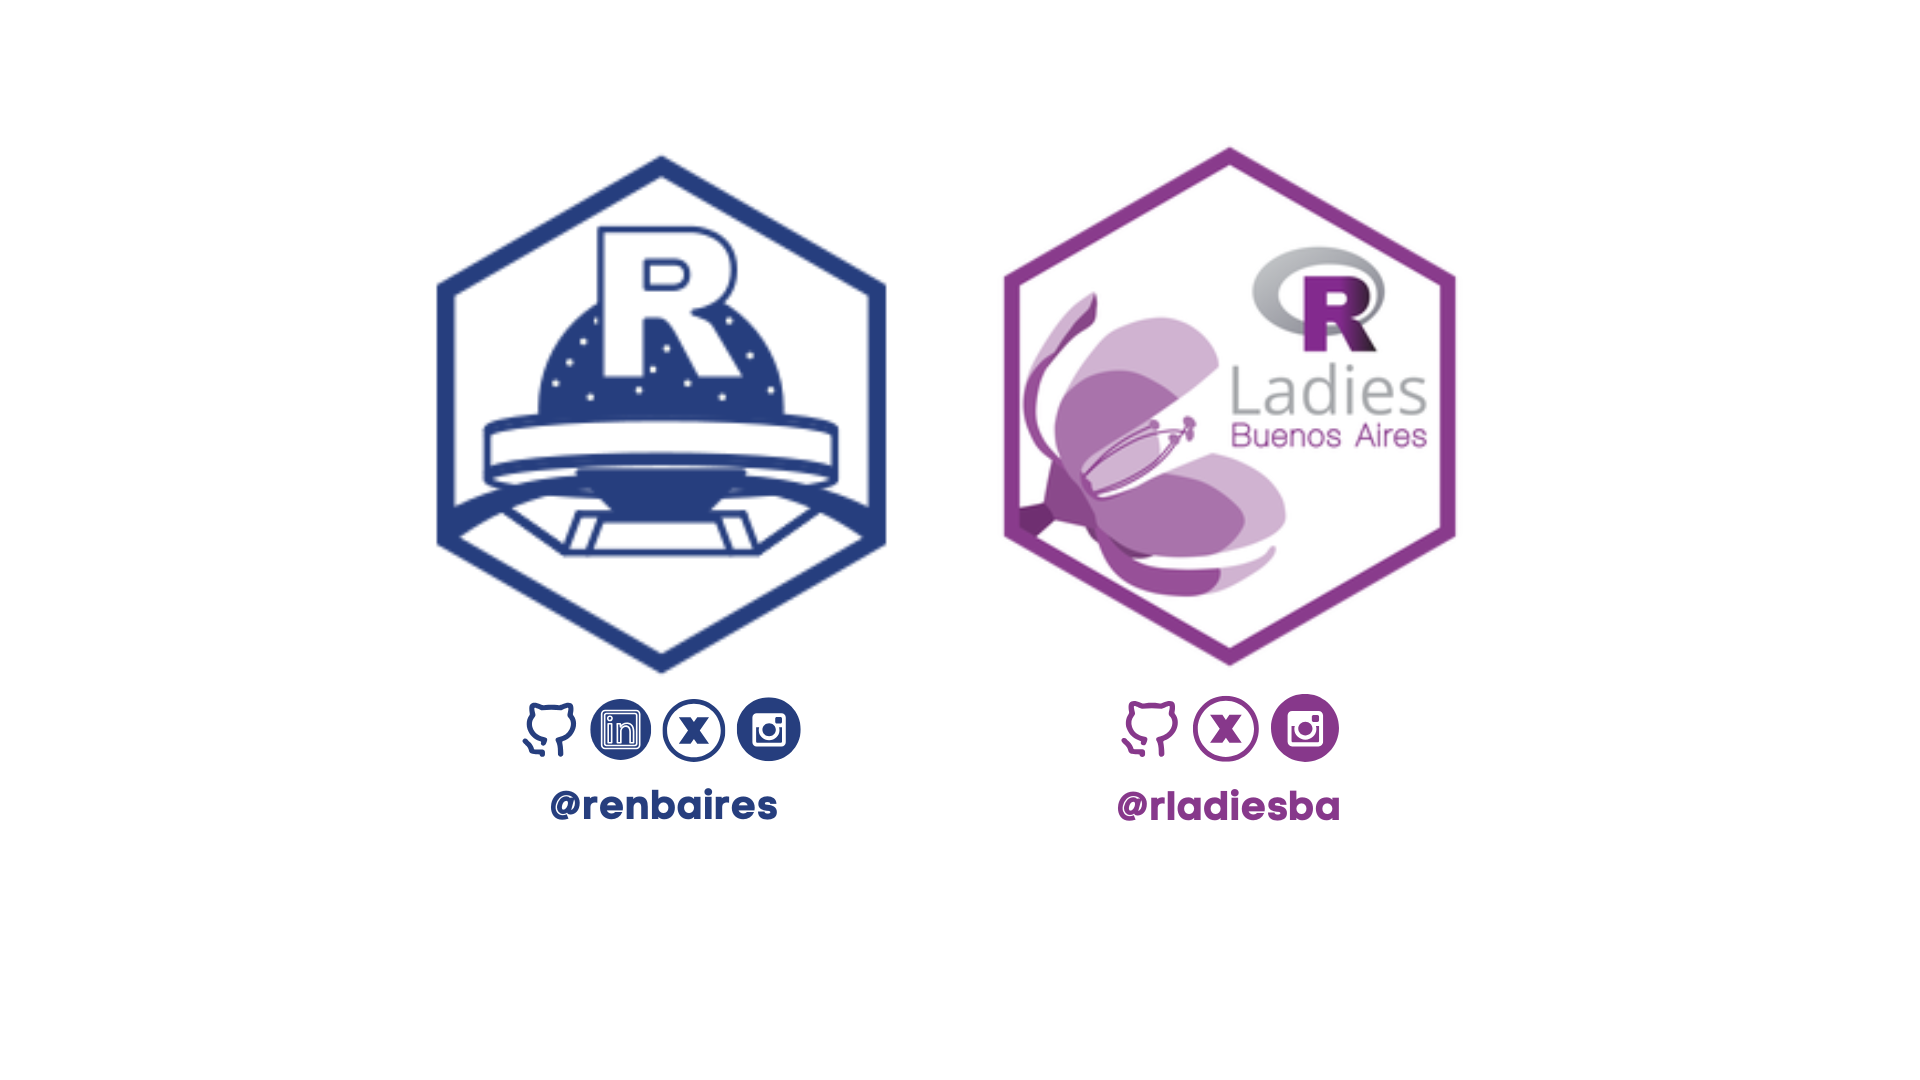 R
R
Ladies
Buenos Aires
in X
X
@renbaires
@rladiesba